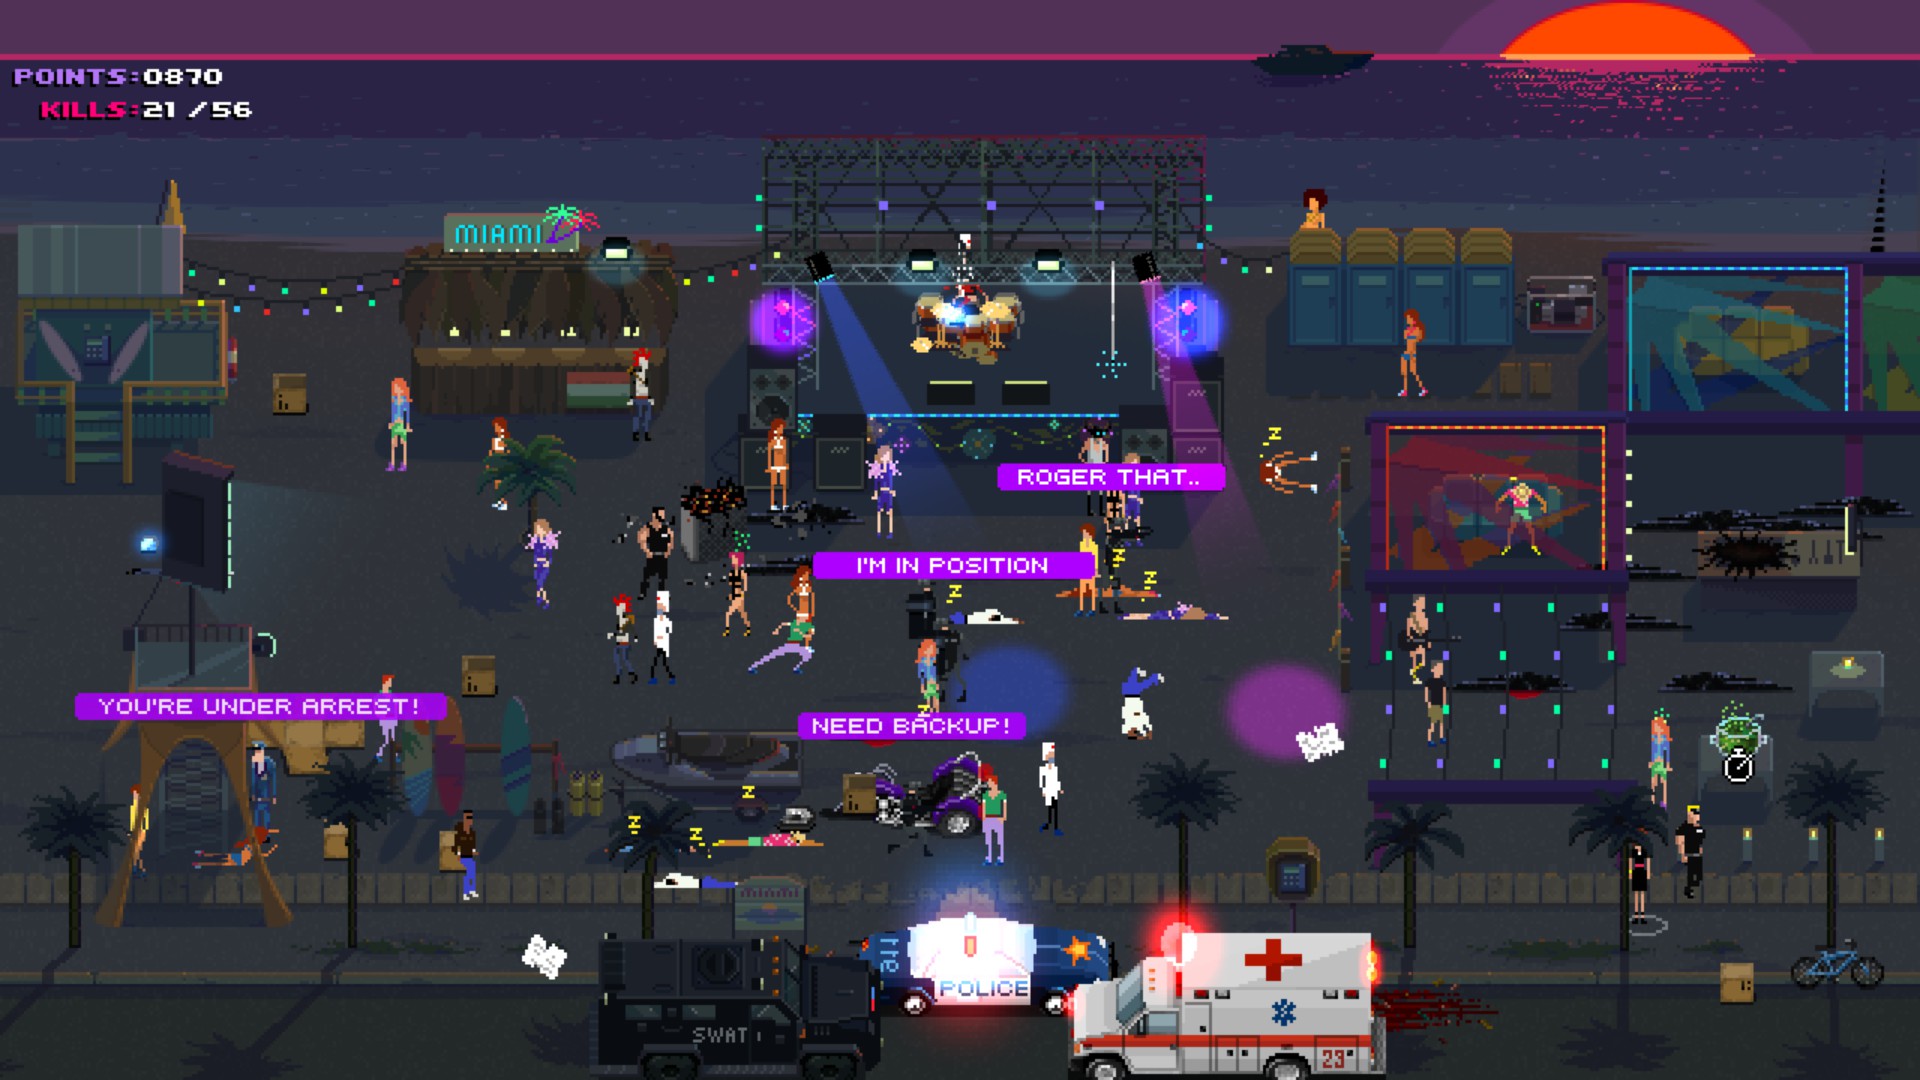 POINTS:0870
KILLS:21/56
MIAMI
ROGER THAT..
I'M IN POSITION
YOU'RE UNDER ARREST!
NEED BACKUP!
POLICE
SWAT
23